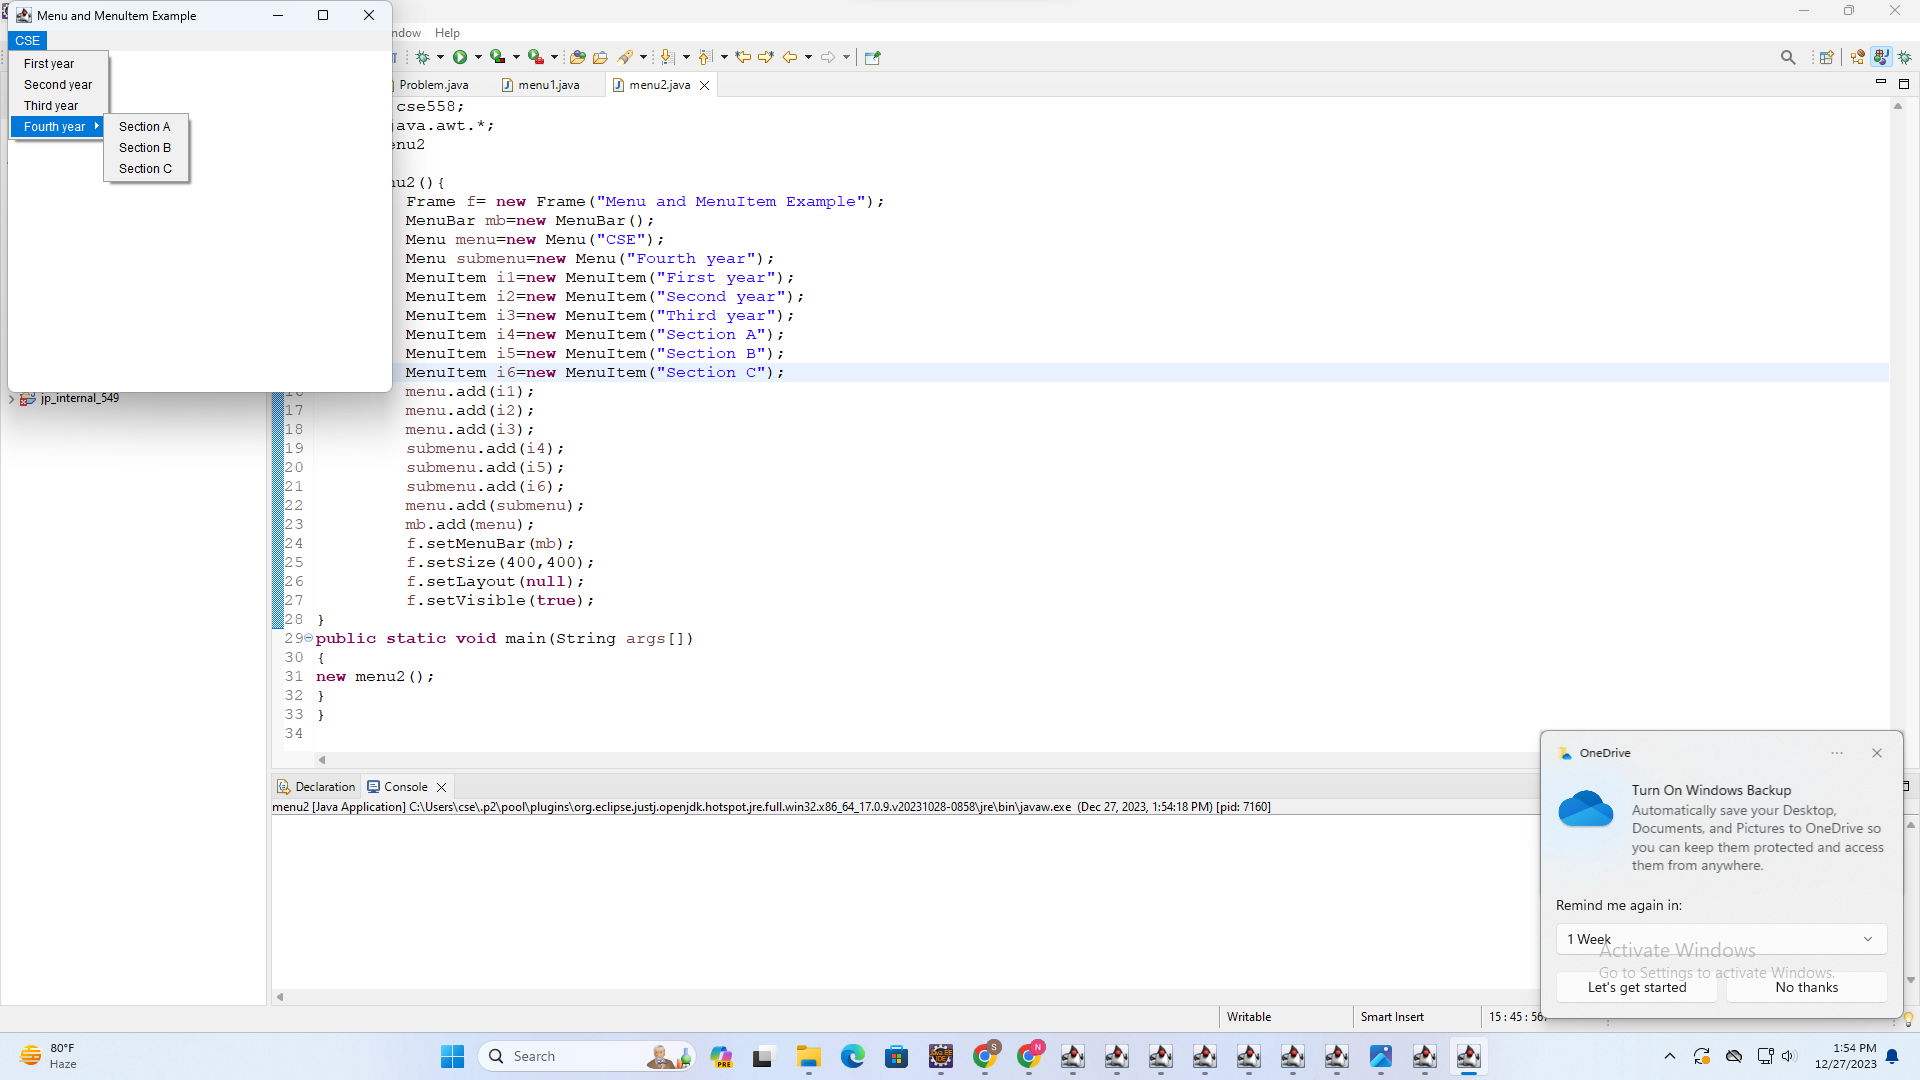 Menu and MenuItem Example
CSE
First year
Second year
Third year
Fourth year
Section A
Section B
Section C
Help
Problem.java
menu1.java
menu2.java
cse558;
java.awt.*;
Frame f= new Frame("Menu and MenuItem Example");
MenuBar mb=new MenuBar();
Menu menu=new Menu("CSE");
Menu submenu=new Menu("Fourth year");
MenuItem i1=new MenuItem("First year");
MenuItem i2=new MenuItem("Second year");
MenuItem i3=new MenuItem("Third year");
MenuItem i4=new MenuItem("Section A");
MenuItem i5=new MenuItem("Section B");
MenuItem i6=new MenuItem("Section C");
jp_internal_549
menu.add(i1);
17 menu.add(i2);
18 menu.add(i3);
19 submenu.add(i4);
20 submenu.add(i5);
21 submenu.add(i6);
22 menu.add(submenu);
23 mb.add(menu);
24 f.setMenuBar(mb);
25 f.setSize(400,400);
26 f.setLayout(null);
27 f.setVisible(true);
28 }
29 public static void main(String args[])
30 {
31 new menu2();
32 }
33 }
34
Declaration
Console
menu2 [Java Application] C:\Users\cse\.p2\pool\plugins\org.eclipse.justj.openjdk.hotspot.jre.full.win32.x86_64_17.0.9.v20231028-0858\jre\bin\javaw.exe (Dec 27, 2023, 1:54:18 PM) [pid: 7160]
OneDrive
Turn On Windows Backup
Automatically save your Desktop,
Documents, and Pictures to OneDrive so
you can keep them protected and access
them from anywhere.
Remind me again in:
1 Week
Activate Windows
Go to Settings to activate Windows.
Let's get started
No thanks
Writable
Smart Insert
15 : 45 : 567
80°F
Haze
Search
PRE
S
N
1:54 PM
12/27/2023